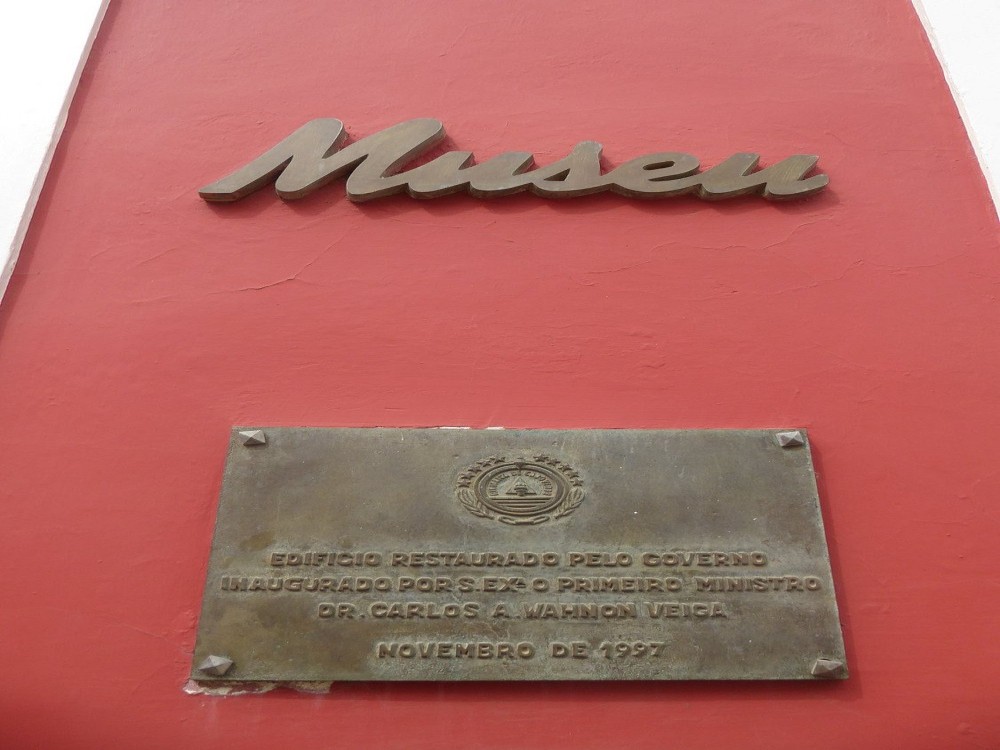 Museu
EDIFICIO RESTAURADO PELO GOVERNO
INAUGURADO POR S. EXª O PRIMEIRO MINISTRO
DR. CARLOS A. WAHNON VEIGA
NOVEMBRO DE 1997